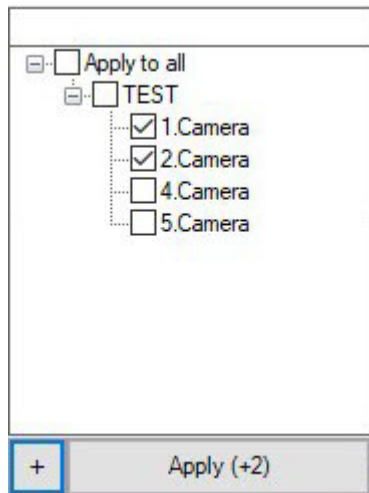 Apply to all
TEST
1.Camera
2.Camera
4.Camera
5.Camera
+ Apply (+2)